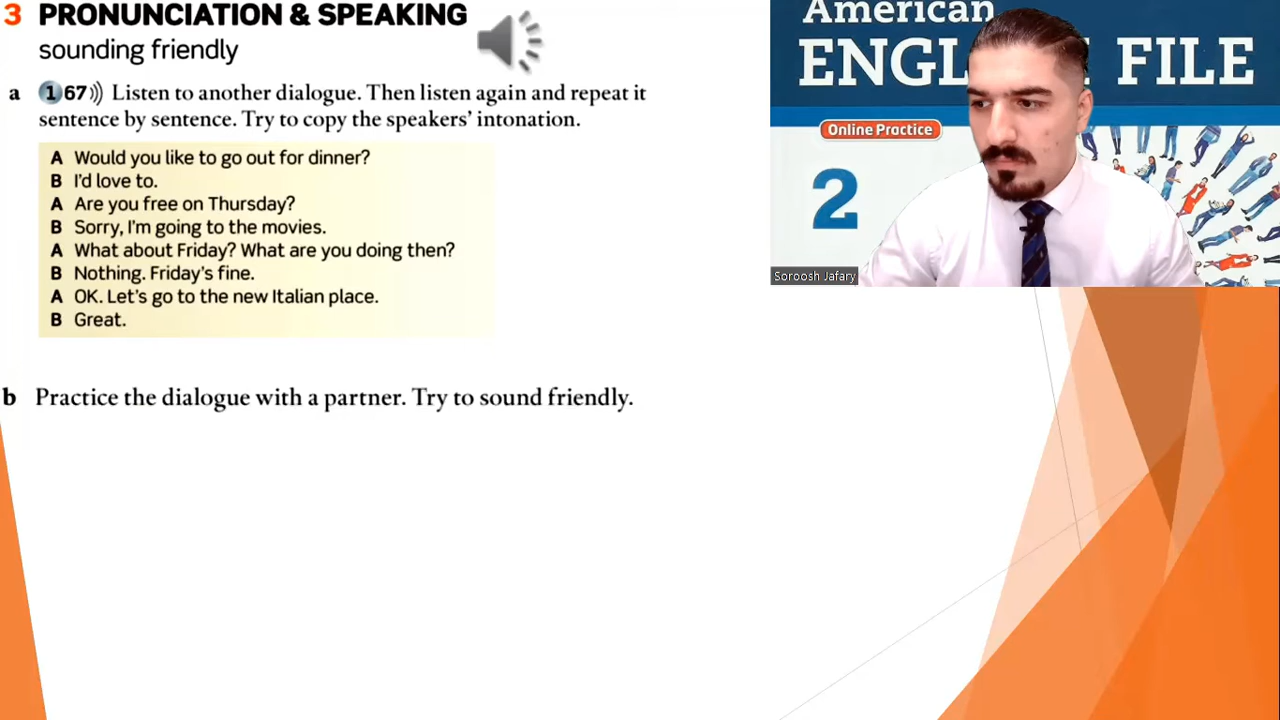 3 PRONUNCIATION & SPEAKING
sounding friendly
a 1 67)) Listen to another dialogue. Then listen again and repeat it
sentence by sentence. Try to copy the speakers' intonation.
A Would you like to go out for dinner?
B I'd love to.
A Are you free on Thursday?
B Sorry, I'm going to the movies.
A What about Friday? What are you doing then?
B Nothing. Friday's fine.
A OK. Let's go to the new Italian place.
B Great.
b Practice the dialogue with a partner. Try to sound friendly.
American
ENGL FILE
Online Practice
2
Soroosh Jafary